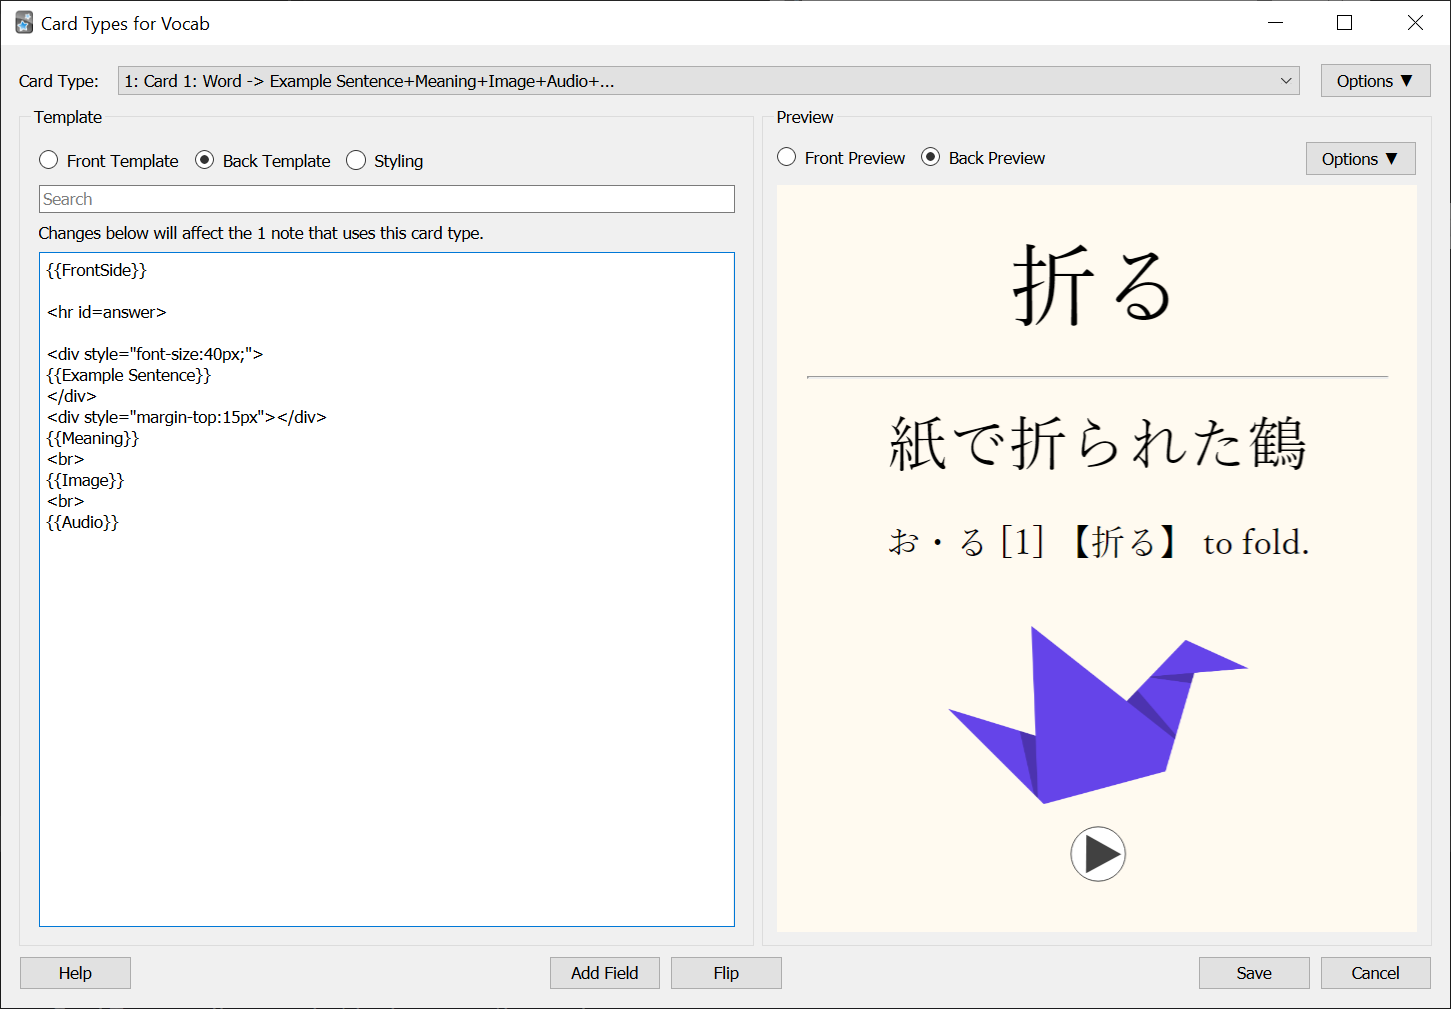 Card Types for Vocab
Card Type:
1: Card 1: Word -> Example Sentence+Meaning+Image+Audio+...
Options ▼
Template
Front Template
Back Template
Styling
Search
Changes below will affect the 1 note that uses this card type.
{{FrontSide}}
<hr id=answer>
<div style="font-size:40px;">
{{Example Sentence}}
</div>
<div style="margin-top:15px"></div>
{{Meaning}}
<br>
{{Image}}
<br>
{{Audio}}
Preview
Front Preview
Back Preview
Options ▼
折る
紙で折られた鶴
お・る [1] 【折る】 to fold.
Help
Add Field
Flip
Save
Cancel